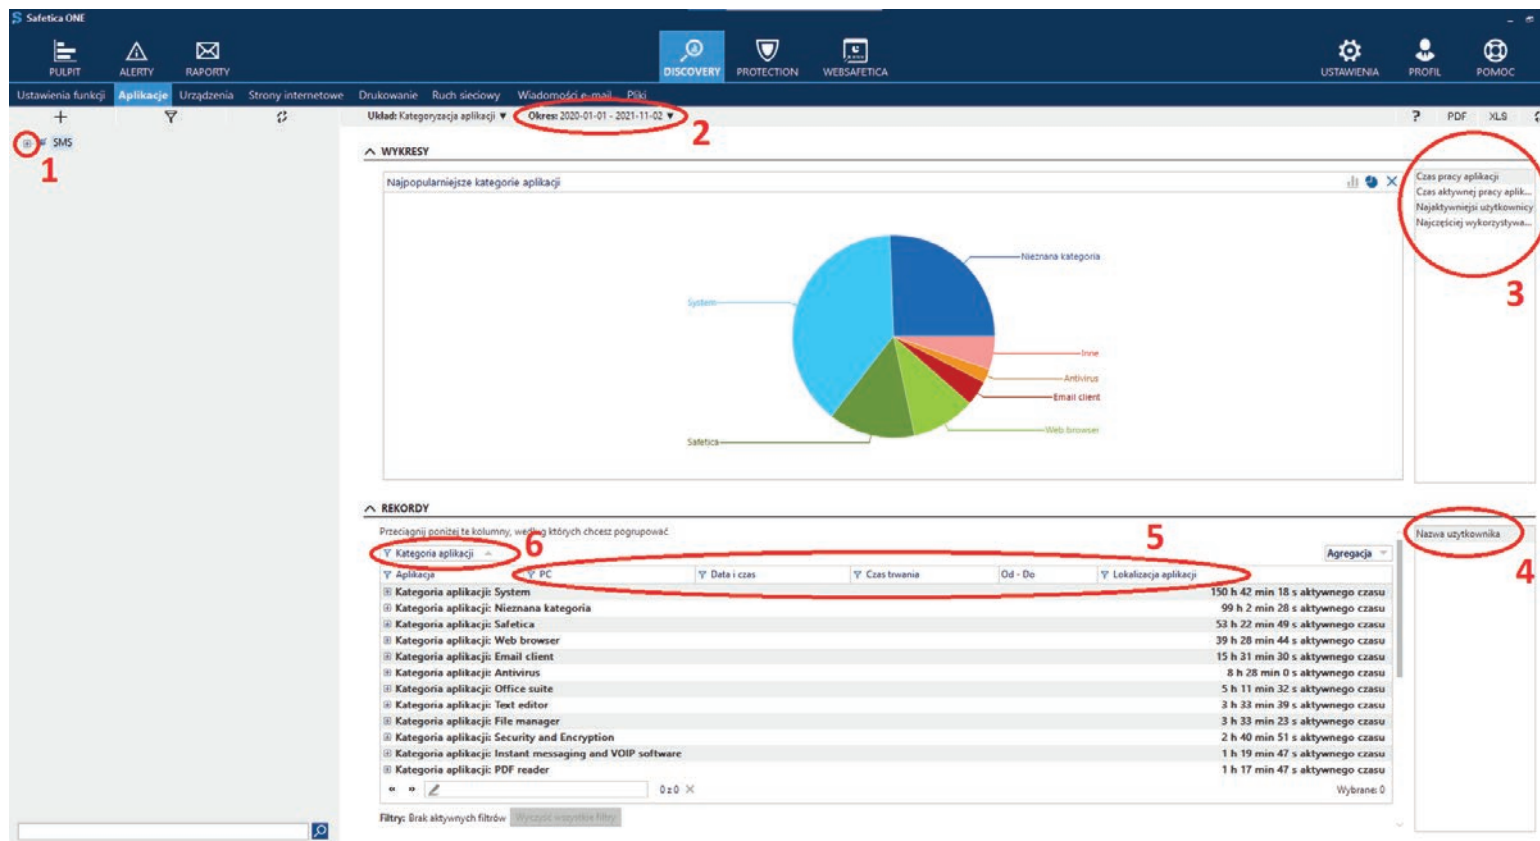 Safetica ONE
PULPIT ALERTY RAPORTY DISCOVERY PROTECTION WEBSAFETICA USTAWIENIA PROFIL POMOC
Ustawienia funkcji Aplikacje Urządzenia Strony internetowe Drukowanie Ruch sieciowy Wiadomości e-mail Pliki
Układ: Kategoryzacja aplikacji ▼ Okres: 2020-01-01 - 2021-11-02 ▼ 2 ? PDF XLS
SMS
1
WYKRESY
Najpopularniejsze kategorie aplikacji
Czas pracy aplikacji
Czas aktywnej pracy aplik...
Najaktywniejsi użytkownicy
Najczęściej wykorzystywa...
3
Nieznana kategoria
System
Inne
Antivirus
Email client
Web browser
Safetica
REKORDY
Przeciągnij poniżej te kolumny, według których chcesz pogrupować
Nazwa użytkownika
4
Kategoria aplikacji 6 5 Agregacja
Aplikacja PC Data i czas Czas trwania Od - Do Lokalizacja aplikacji
Kategoria aplikacji: System 150 h 42 min 18 s aktywnego czasu
Kategoria aplikacji: Nieznana kategoria 99 h 2 min 28 s aktywnego czasu
Kategoria aplikacji: Safetica 53 h 22 min 49 s aktywnego czasu
Kategoria aplikacji: Web browser 39 h 28 min 44 s aktywnego czasu
Kategoria aplikacji: Email client 15 h 31 min 30 s aktywnego czasu
Kategoria aplikacji: Antivirus 8 h 28 min 0 s aktywnego czasu
Kategoria aplikacji: Office suite 5 h 11 min 32 s aktywnego czasu
Kategoria aplikacji: Text editor 3 h 33 min 39 s aktywnego czasu
Kategoria aplikacji: File manager 3 h 33 min 23 s aktywnego czasu
Kategoria aplikacji: Security and Encryption 2 h 40 min 51 s aktywnego czasu
Kategoria aplikacji: Instant messaging and VOIP software 1 h 19 min 47 s aktywnego czasu
Kategoria aplikacji: PDF reader 1 h 17 min 47 s aktywnego czasu
0 z 0 Wybrane: 0
Filtry: Brak aktywnych filtrów Wyczyść wszystkie filtry